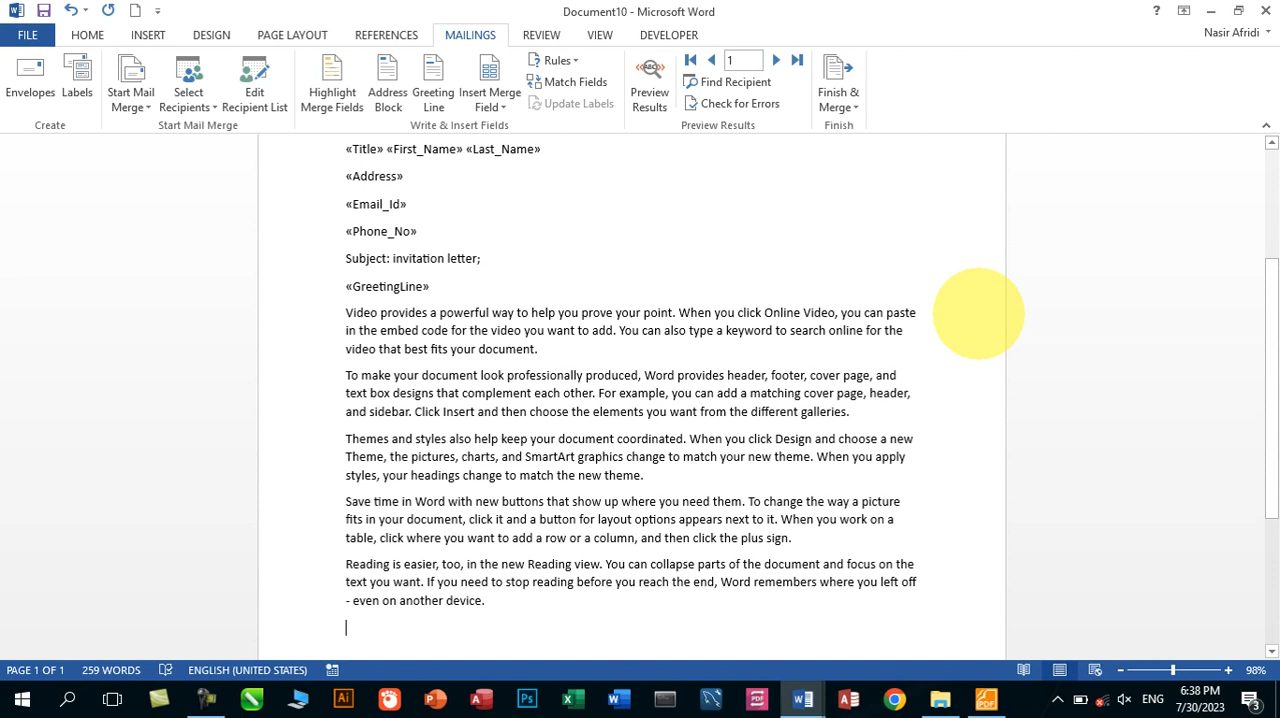 Document10 - Microsoft Word
?
FILE HOME INSERT DESIGN PAGE LAYOUT REFERENCES MAILINGS REVIEW VIEW DEVELOPER Nasir Afridi
Envelopes
Labels
Create
Start Mail
Merge
Select
Recipients
Edit
Recipient List
Start Mail Merge
Highlight
Merge Fields
Address
Block
Greeting
Line
Insert Merge
Field
Rules
Match Fields
Update Labels
Write & Insert Fields
ABC
Preview
Results
1
Find Recipient
Check for Errors
Preview Results
Finish &
Merge
Finish
«Title» «First_Name» «Last_Name»
«Address»
«Email_Id»
«Phone_No»
Subject: invitation letter;
«GreetingLine»
Video provides a powerful way to help you prove your point. When you click Online Video, you can paste
in the embed code for the video you want to add. You can also type a keyword to search online for the
video that best fits your document.
To make your document look professionally produced, Word provides header, footer, cover page, and
text box designs that complement each other. For example, you can add a matching cover page, header,
and sidebar. Click Insert and then choose the elements you want from the different galleries.
Themes and styles also help keep your document coordinated. When you click Design and choose a new
Theme, the pictures, charts, and SmartArt graphics change to match your new theme. When you apply
styles, your headings change to match the new theme.
Save time in Word with new buttons that show up where you need them. To change the way a picture
fits in your document, click it and a button for layout options appears next to it. When you work on a
table, click where you want to add a row or a column, and then click the plus sign.
Reading is easier, too, in the new Reading view. You can collapse parts of the document and focus on the
text you want. If you need to stop reading before you reach the end, Word remembers where you left off
- even on another device.
PAGE 1 OF 1 259 WORDS ENGLISH (UNITED STATES) 98%
Ai
Ps
PDF
PDF
ENG
6:38 PM
7/30/2023
3